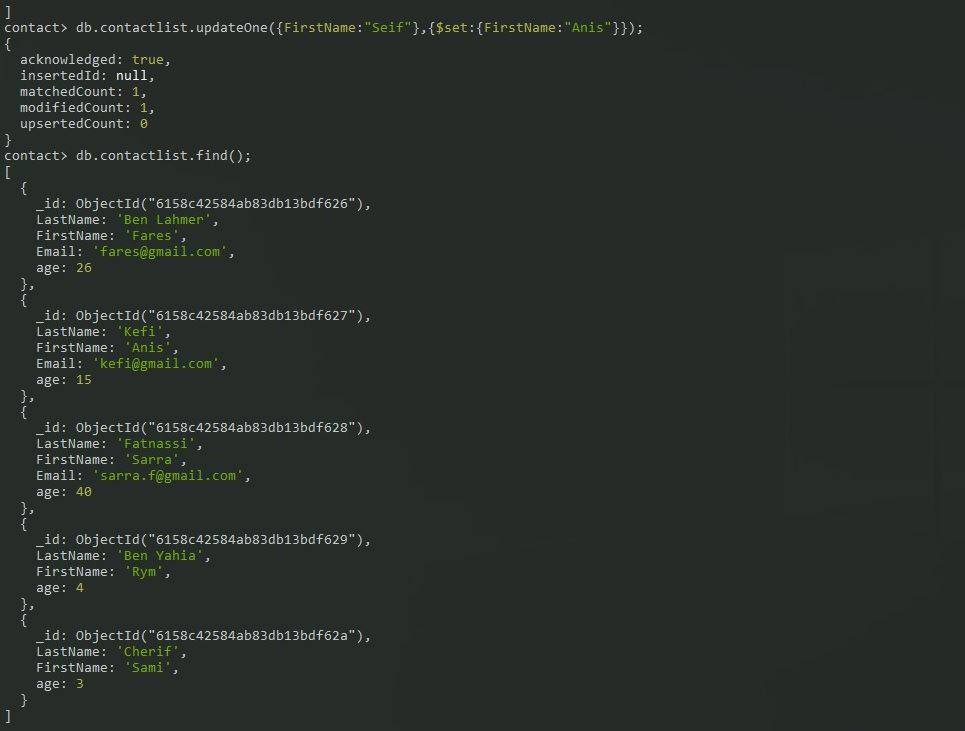 ]
contact> db.contactlist.updateOne({FirstName:"Seif"},{$set:{FirstName:"Anis"}});
{
  acknowledged: true,
  insertedId: null,
  matchedCount: 1,
  modifiedCount: 1,
  upsertedCount: 0
}
contact> db.contactlist.find();
[
  {
    _id: ObjectId("6158c42584ab83db13bdf626"),
    LastName: 'Ben Lahmer',
    FirstName: 'Fares',
    Email: 'fares@gmail.com',
    age: 26
  },
  {
    _id: ObjectId("6158c42584ab83db13bdf627"),
    LastName: 'Kefi',
    FirstName: 'Anis',
    Email: 'kefi@gmail.com',
    age: 15
  },
  {
    _id: ObjectId("6158c42584ab83db13bdf628"),
    LastName: 'Fatnassi',
    FirstName: 'Sarra',
    Email: 'sarra.f@gmail.com',
    age: 40
  },
  {
    _id: ObjectId("6158c42584ab83db13bdf629"),
    LastName: 'Ben Yahia',
    FirstName: 'Rym',
    age: 4
  },
  {
    _id: ObjectId("6158c42584ab83db13bdf62a"),
    LastName: 'Cherif',
    FirstName: 'Sami',
    age: 3
  }
]